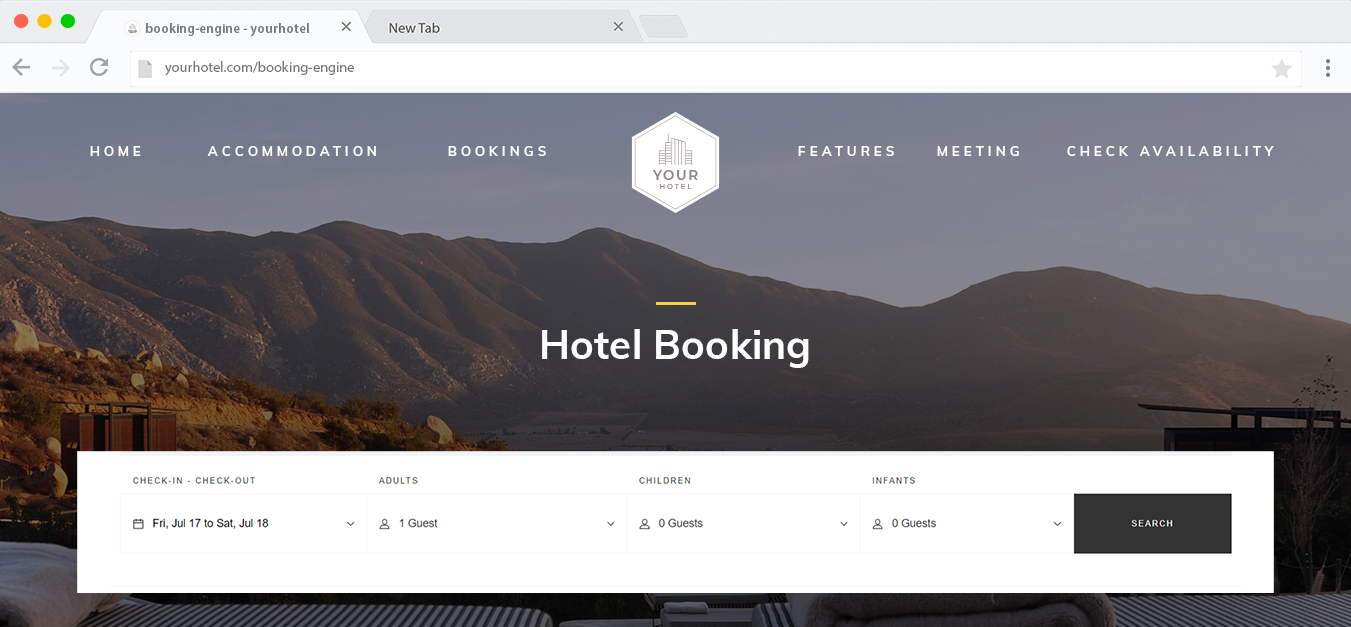 booking-engine - yourhotel
New Tab
yourhotel.com/booking-engine
HOME ACCOMMODATION BOOKINGS FEATURES MEETING CHECK AVAILABILITY
YOUR
HOTEL
Hotel Booking
CHECK-IN - CHECK-OUT ADULTS CHILDREN INFANTS
Fri, Jul 17 to Sat, Jul 18 1 Guest 0 Guests 0 Guests SEARCH